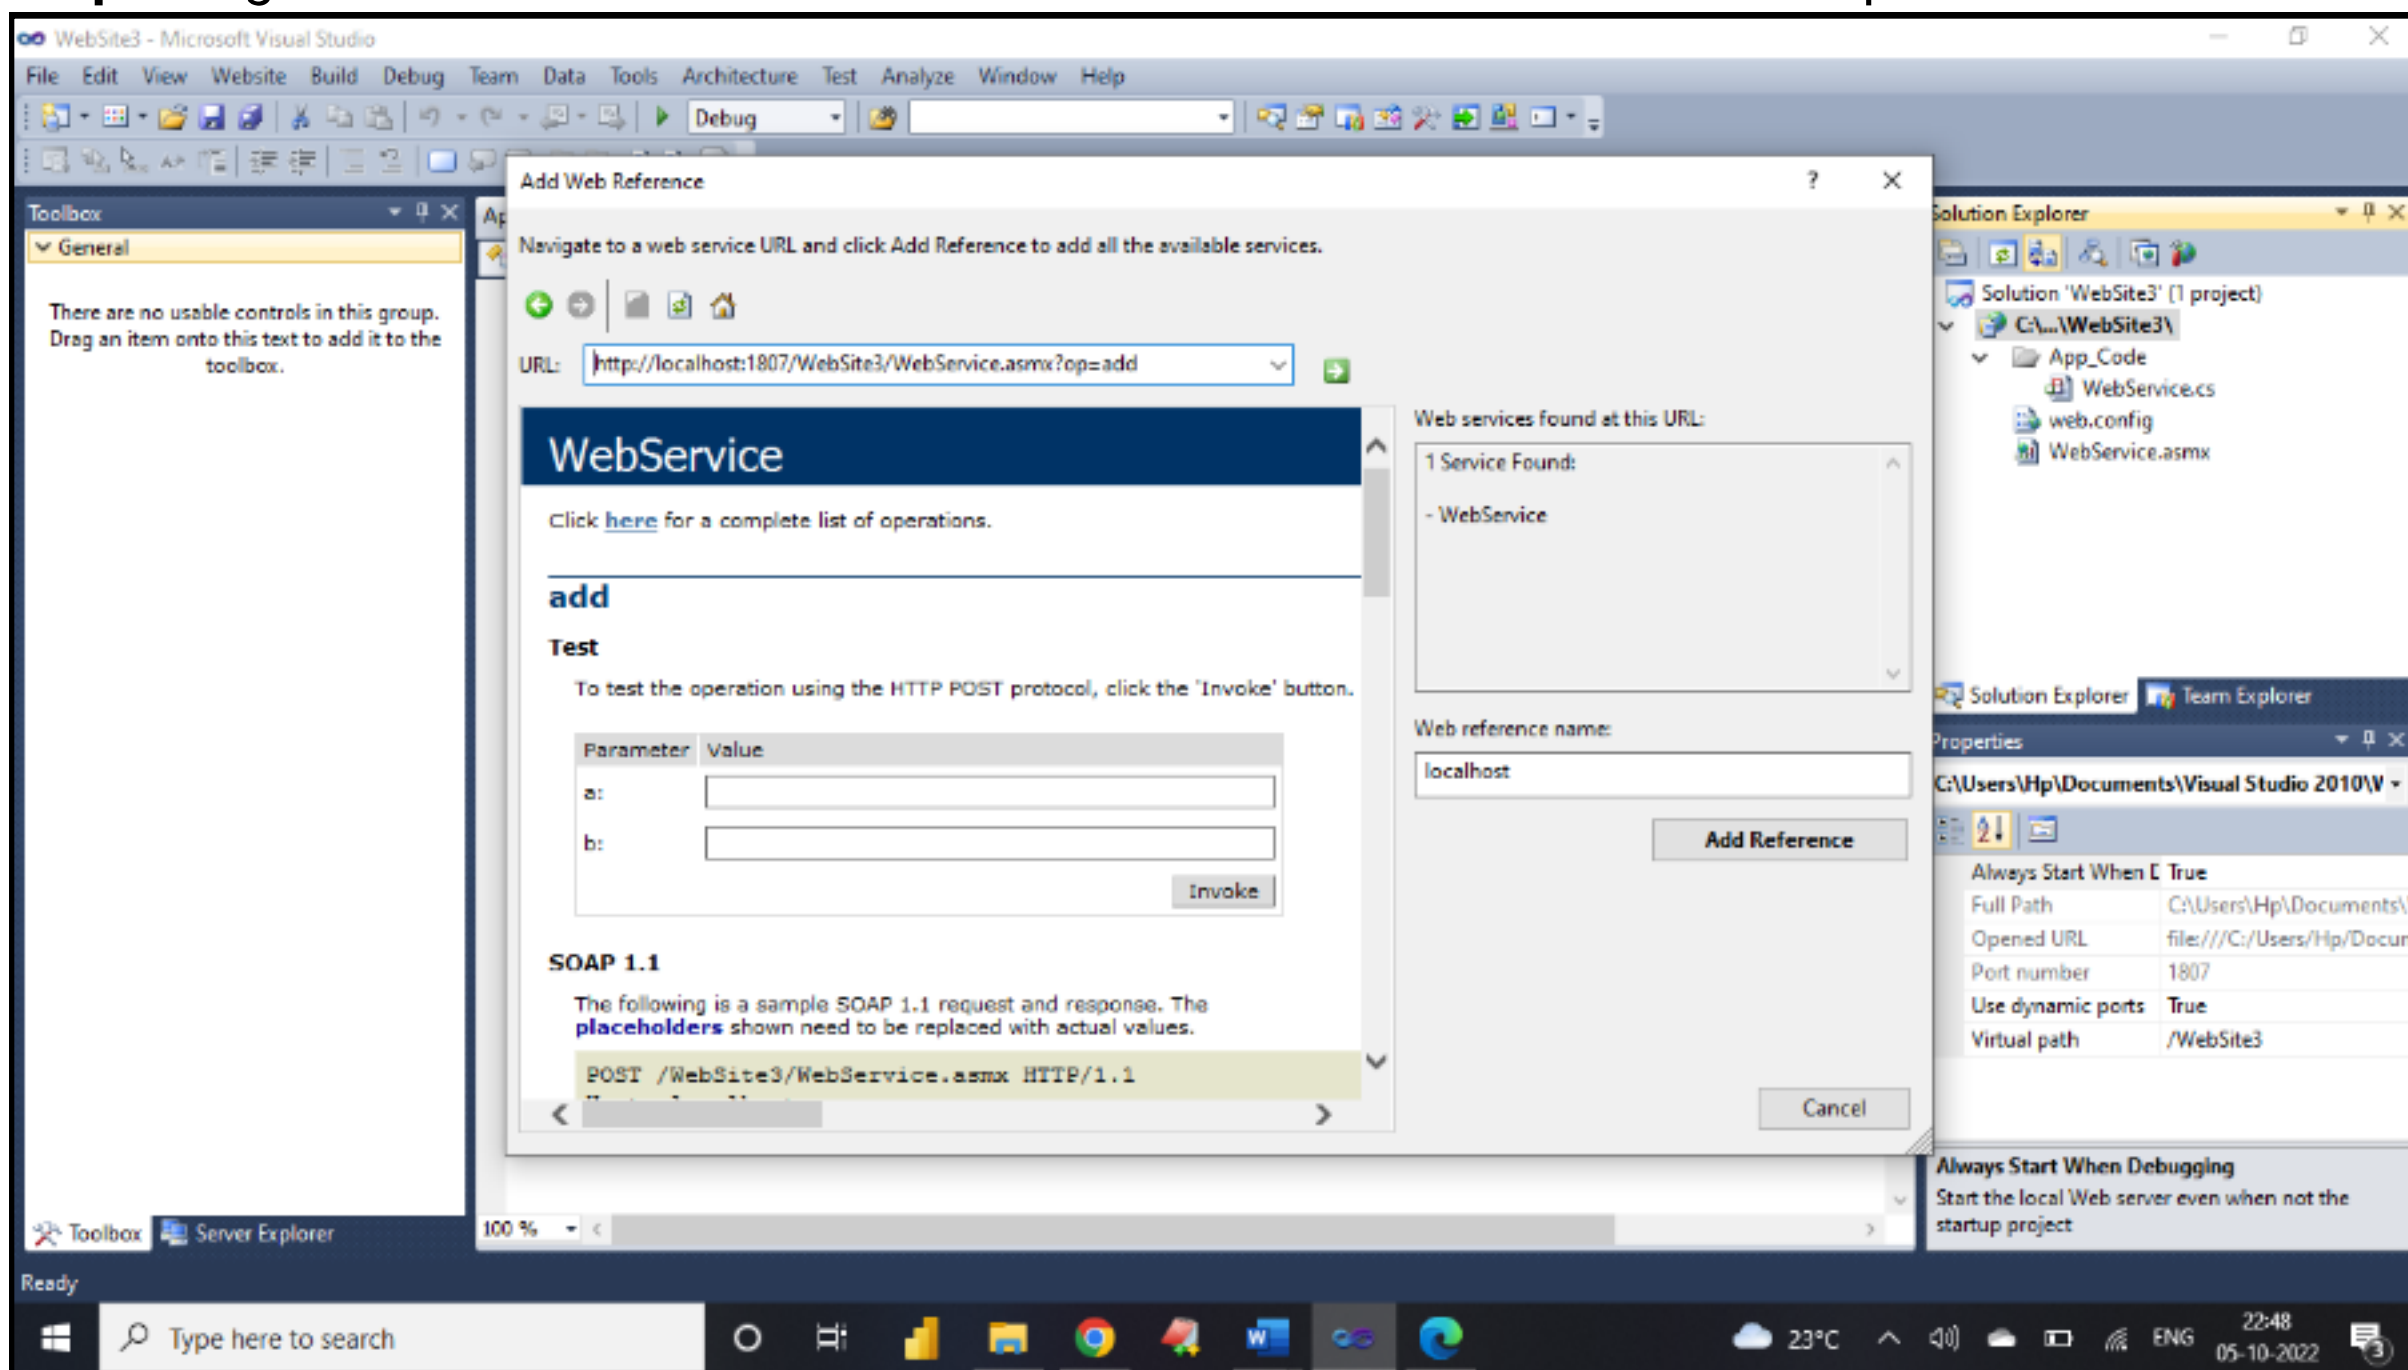 WebSite3 - Microsoft Visual Studio
File Edit View Website Build Debug Team Data Tools Architecture Test Analyze Window Help
Debug
Toolbox
General
There are no usable controls in this group.
Drag an item onto this text to add it to the
toolbox.
Toolbox Server Explorer
Add Web Reference
Navigate to a web service URL and click Add Reference to add all the available services.
URL: http://localhost:1807/WebSite3/WebService.asmx?op=add
WebService
Click here for a complete list of operations.
add
Test
To test the operation using the HTTP POST protocol, click the 'Invoke' button.
Parameter Value
a:
b:
Invoke
SOAP 1.1
The following is a sample SOAP 1.1 request and response. The
placeholders shown need to be replaced with actual values.
POST /WebSite3/WebService.asmx HTTP/1.1
Web services found at this URL:
1 Service Found:
- WebService
Web reference name:
localhost
Add Reference
Cancel
100 %
Solution Explorer
Solution 'WebSite3' (1 project)
C:\...\WebSite3\
App_Code
WebService.cs
web.config
WebService.asmx
Solution Explorer Team Explorer
Properties
C:\Users\Hp\Documents\Visual Studio 2010\
Always Start When D True
Full Path C:\Users\Hp\Documents\
Opened URL file:///C:/Users/Hp/Docum
Port number 1807
Use dynamic ports True
Virtual path /WebSite3
Always Start When Debugging
Start the local Web server even when not the
startup project
Ready
Type here to search
23°C
ENG
22:48
05-10-2022
3